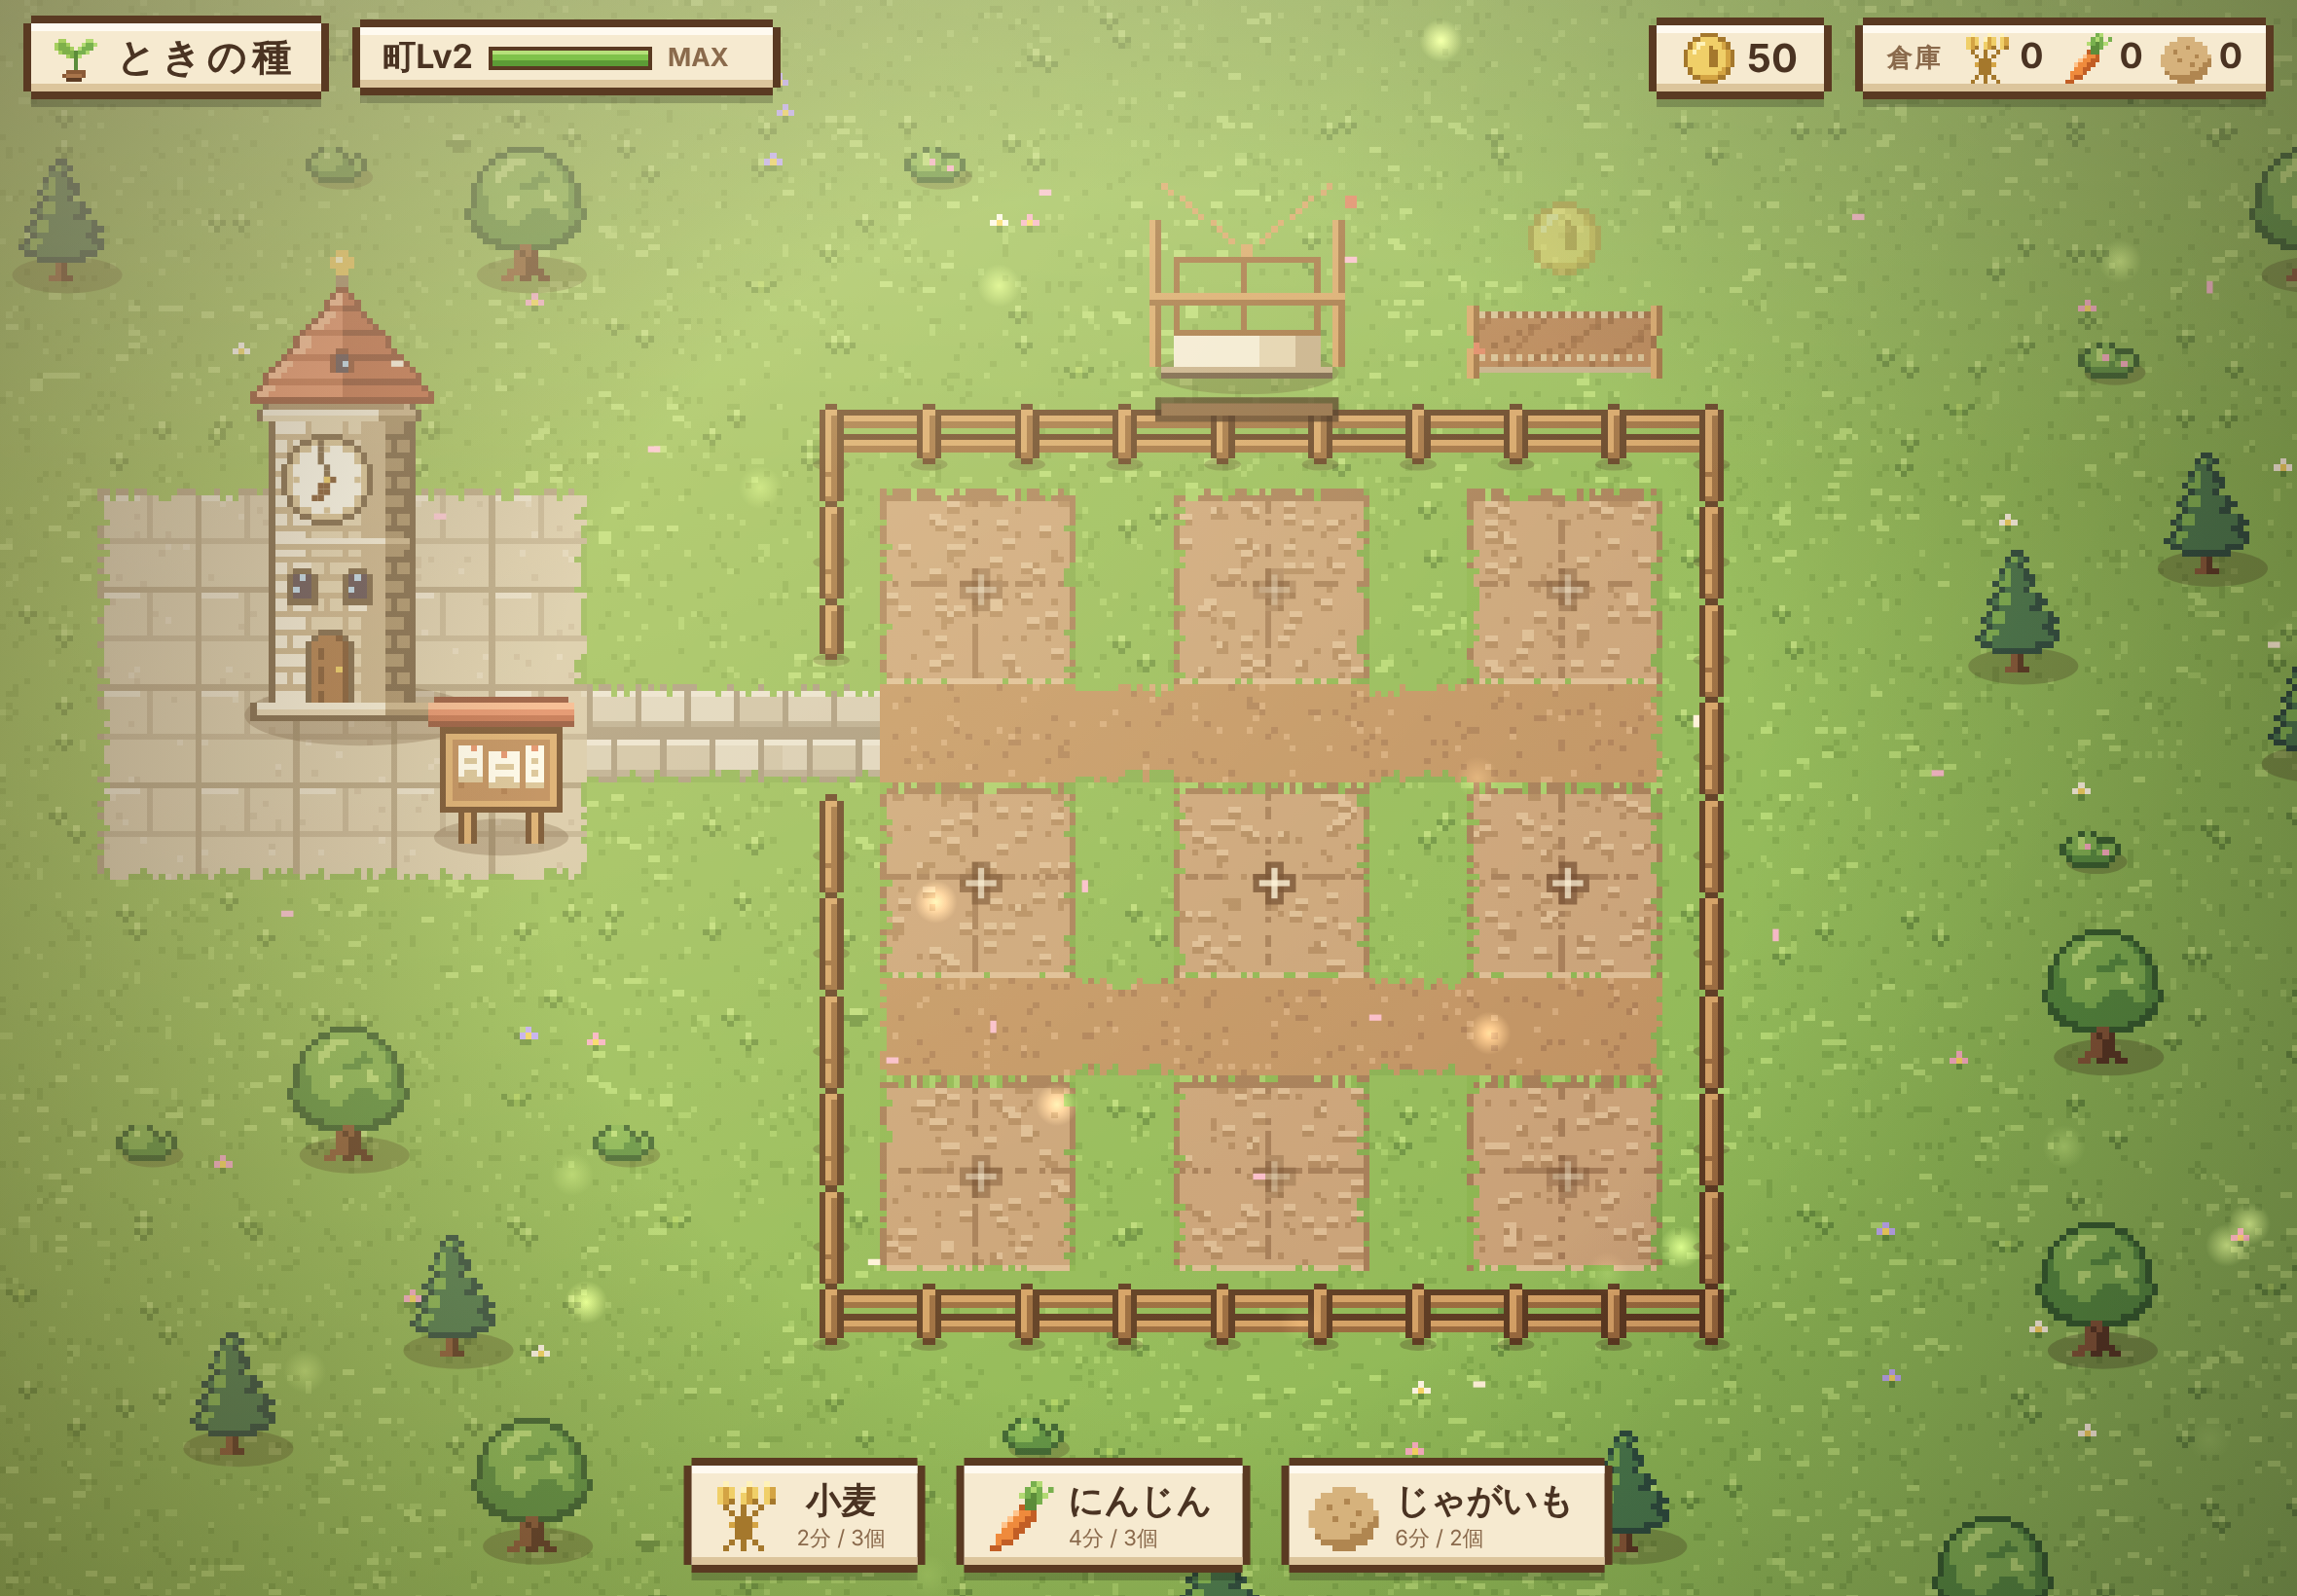 ときの種
町Lv2 MAX
50
倉庫 0 0 0
小麦
2分 / 3個
にんじん
4分 / 3個
じゃがいも
6分 / 2個